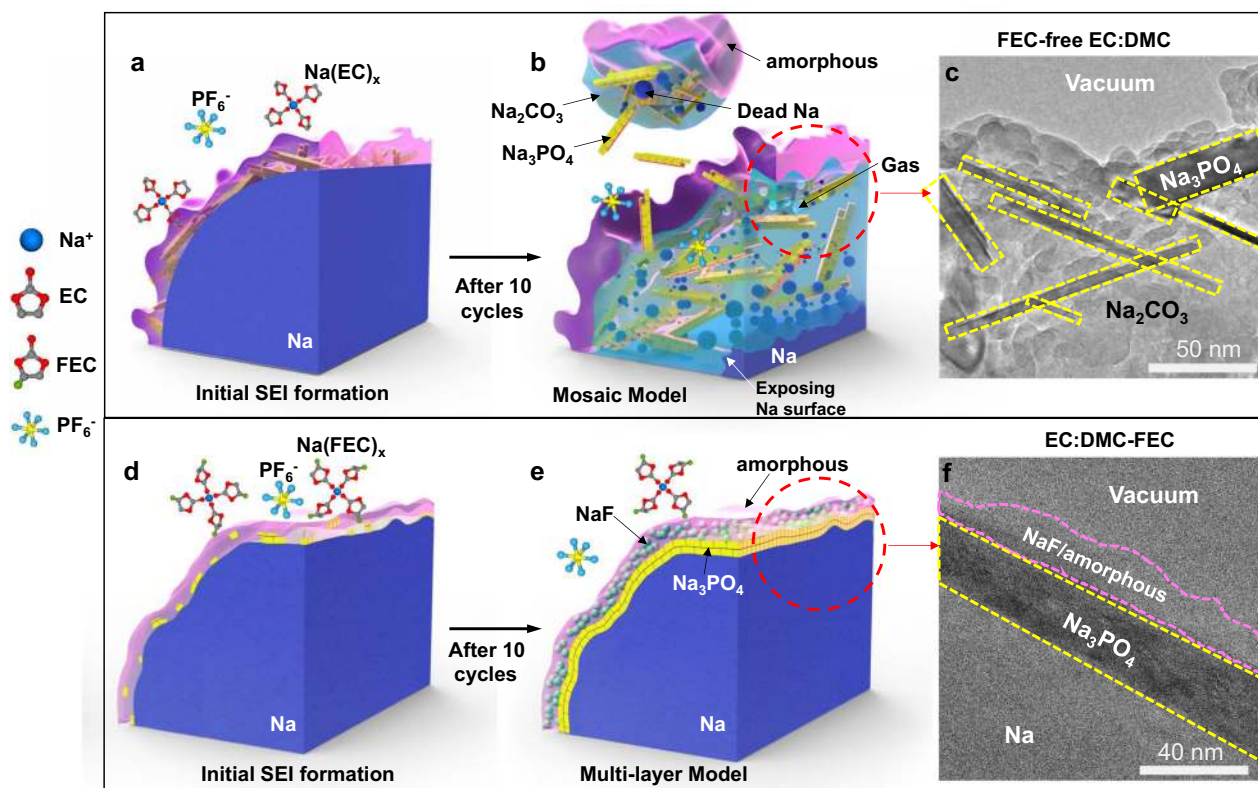 Na⁺
EC
FEC
PF₆⁻
a
PF₆⁻
Na(EC)ₓ
Na
Initial SEI formation
After 10
cycles
b
amorphous
Na₂CO₃
Dead Na
Na₃PO₄
Gas
Na
Exposing
Na surface
Mosaic Model
FEC-free EC:DMC
c
Vacuum
Na₃PO₄
Na₂CO₃
50 nm
d
Na(FEC)ₓ
PF₆⁻
Na
Initial SEI formation
After 10
cycles
e
amorphous
NaF
Na₃PO₄
Na
Multi-layer Model
EC:DMC-FEC
f
Vacuum
NaF/amorphous
Na₃PO₄
Na
40 nm